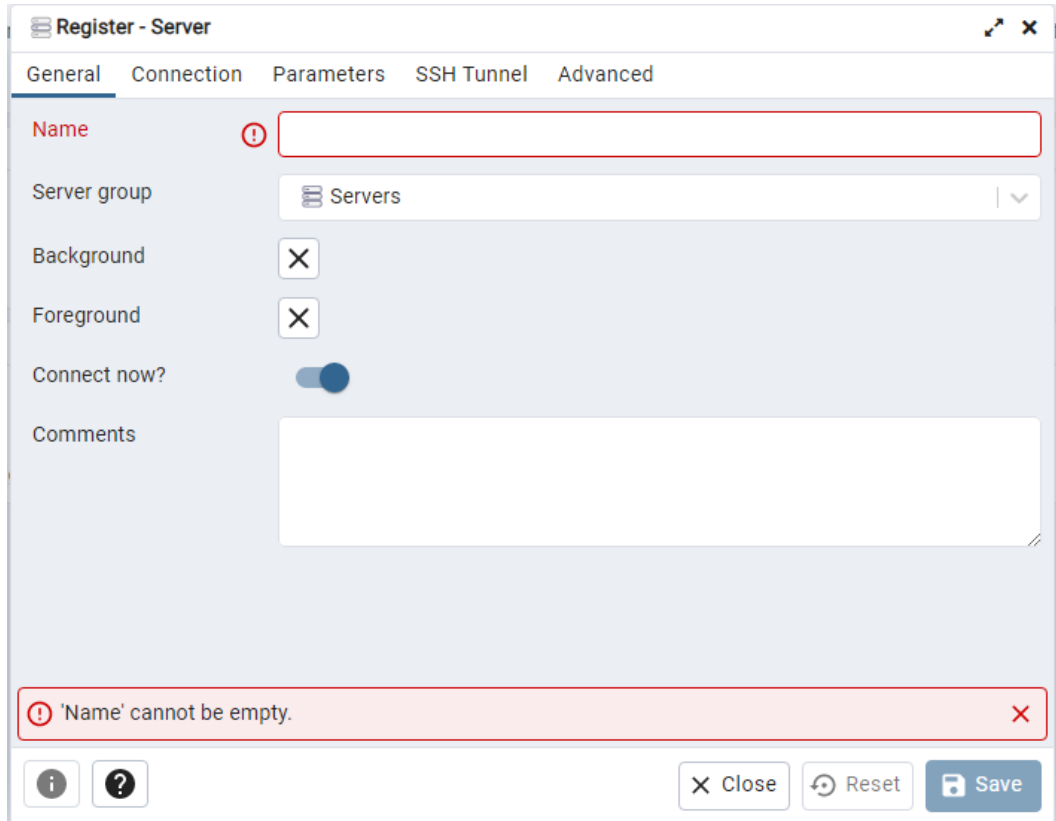 Register - Server
General Connection Parameters SSH Tunnel Advanced
Name
Server group Servers
Background
Foreground
Connect now?
Comments
'Name' cannot be empty.
Close Reset Save